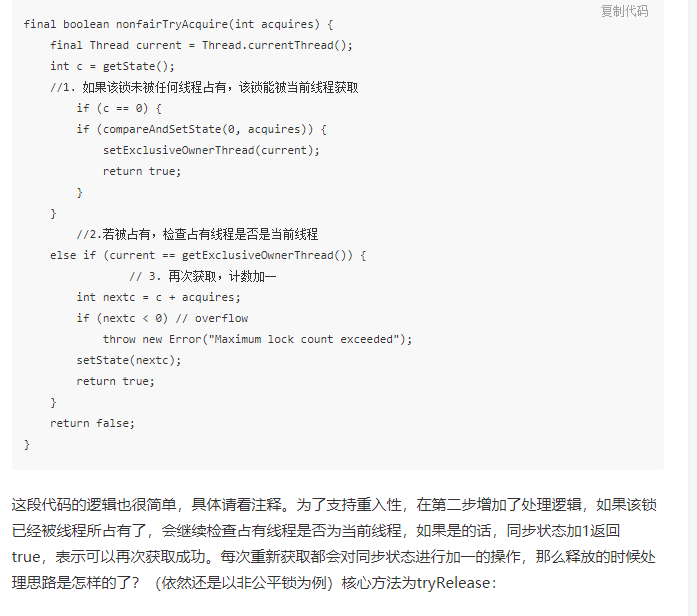 复制代码
final boolean nonfairTryAcquire(int acquires) {
    final Thread current = Thread.currentThread();
    int c = getState();
    //1. 如果该锁未被任何线程占有，该锁能被当前线程获取
        if (c == 0) {
        if (compareAndSetState(0, acquires)) {
            setExclusiveOwnerThread(current);
            return true;
        }
    }
        //2.若被占有，检查占有线程是否是当前线程
    else if (current == getExclusiveOwnerThread()) {
                // 3. 再次获取，计数加一
        int nextc = c + acquires;
        if (nextc < 0) // overflow
            throw new Error("Maximum lock count exceeded");
        setState(nextc);
        return true;
    }
    return false;
}
这段代码的逻辑也很简单，具体请看注释。为了支持重入性，在第二步增加了处理逻辑，如果该锁
已经被线程所占有了，会继续检查占有线程是否为当前线程，如果是的话，同步状态加1返回
true，表示可以再次获取成功。每次重新获取都会对同步状态进行加一的操作，那么释放的时候处
理思路是怎样的了？（依然还是以非公平锁为例）核心方法为tryRelease：